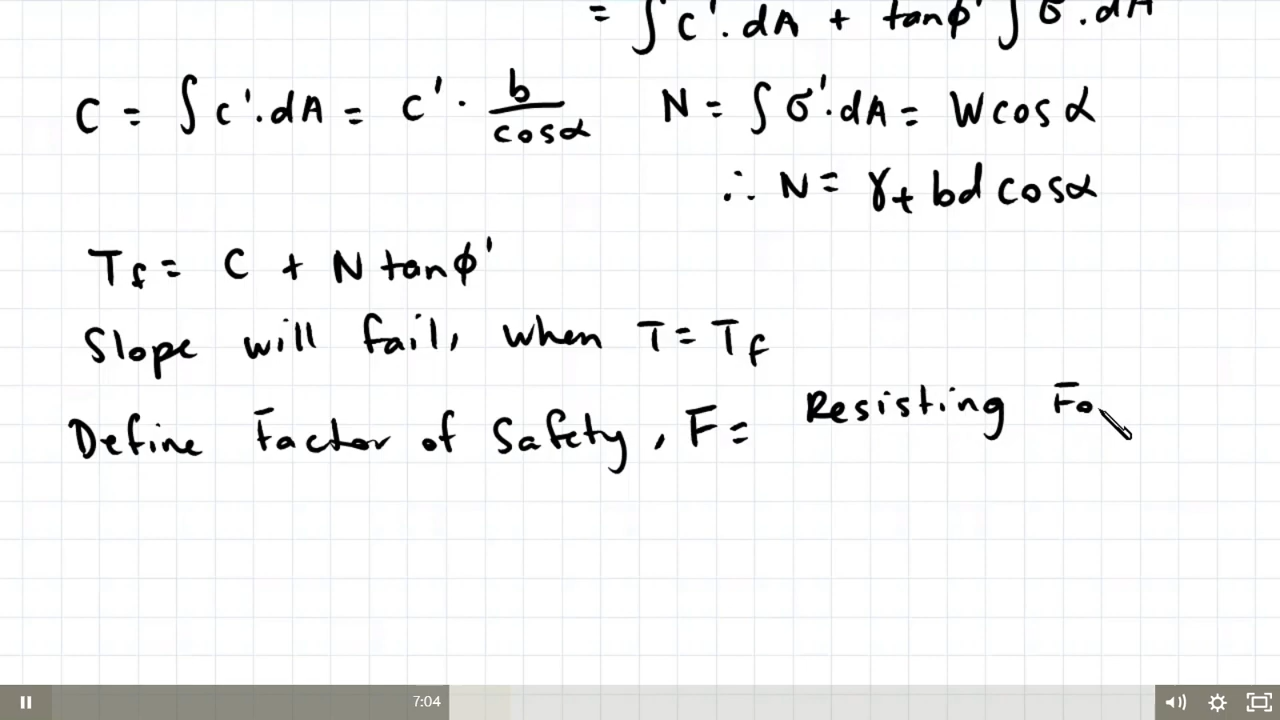 = ∫ c'. dA + tanϕ' ∫ σ'. dA
C = ∫ c'. dA = c' · b/cosα
N = ∫ σ'. dA = W cos α
∴ N = γt bd cosα
Tf = C + N tanϕ'
Slope will fail, when T = Tf
Define Factor of Safety, F = Resisting Fo
7:04